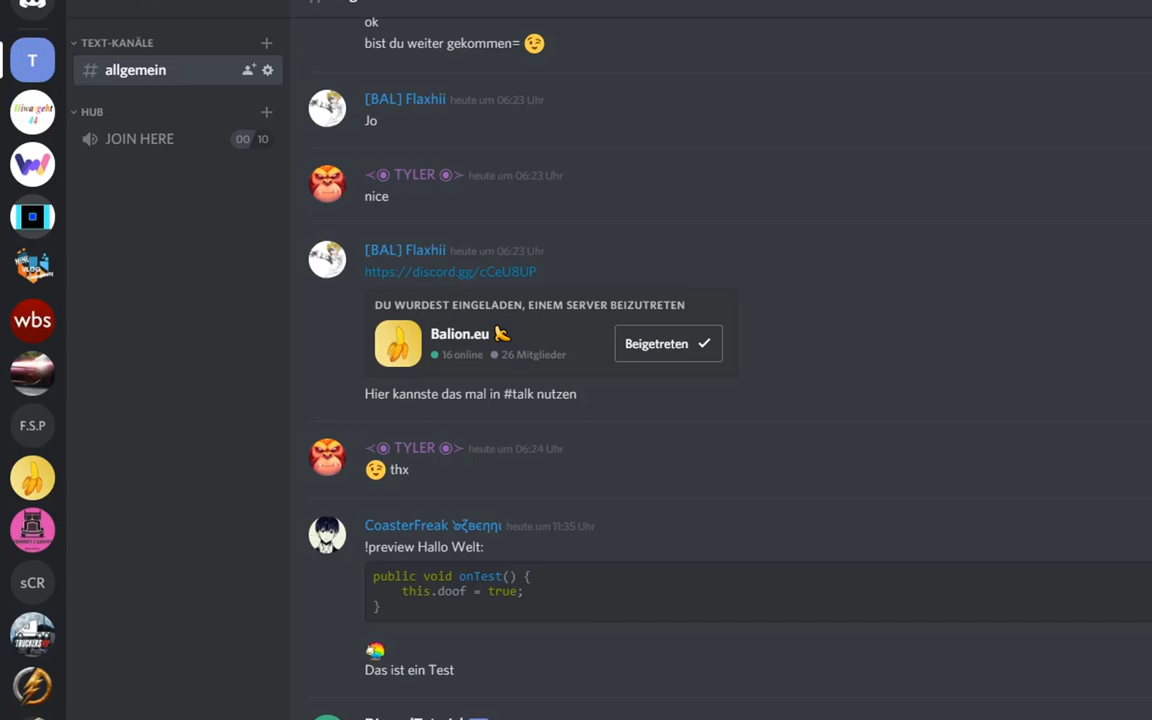 TEXT-KANÄLE
allgemein
HUB
JOIN HERE
00 10
T
Hiwargeht
44
wbs
F.S.P
sCR
TRUCKERS
ok
bist du weiter gekommen= 😉
[BAL] Flaxhii heute um 06:23 Uhr
Jo
≺◉ TYLER ◉≻ heute um 06:23 Uhr
nice
[BAL] Flaxhii heute um 06:23 Uhr
https://discord.gg/cCeU8UP
DU WURDEST EINGELADEN, EINEM SERVER BEIZUTRETEN
Balion.eu 🍌
16 online 26 Mitglieder
Beigetreten ✓
Hier kannste das mal in #talk nutzen
≺◉ TYLER ◉≻ heute um 06:24 Uhr
😉 thx
CoasterFreak heute um 11:35 Uhr
!preview Hallo Welt:
public void onTest() {
this.doof = true;
}
Das ist ein Test